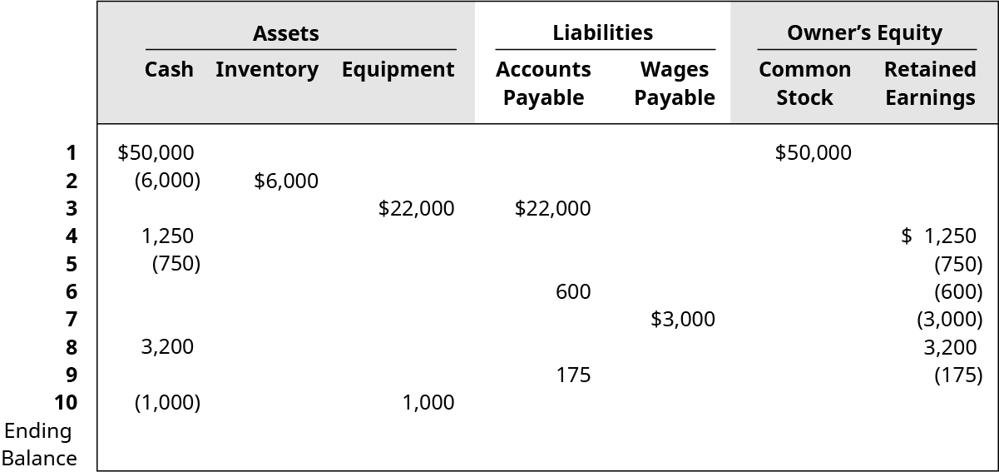 Assets Liabilities Owner’s Equity
Cash Inventory Equipment Accounts Payable Wages Payable Common Stock Retained Earnings
1 $50,000 $50,000
2 (6,000) $6,000
3 $22,000 $22,000
4 1,250 $ 1,250
5 (750) (750)
6 600 (600)
7 $3,000 (3,000)
8 3,200 3,200
9 175 (175)
10 (1,000) 1,000
Ending
Balance